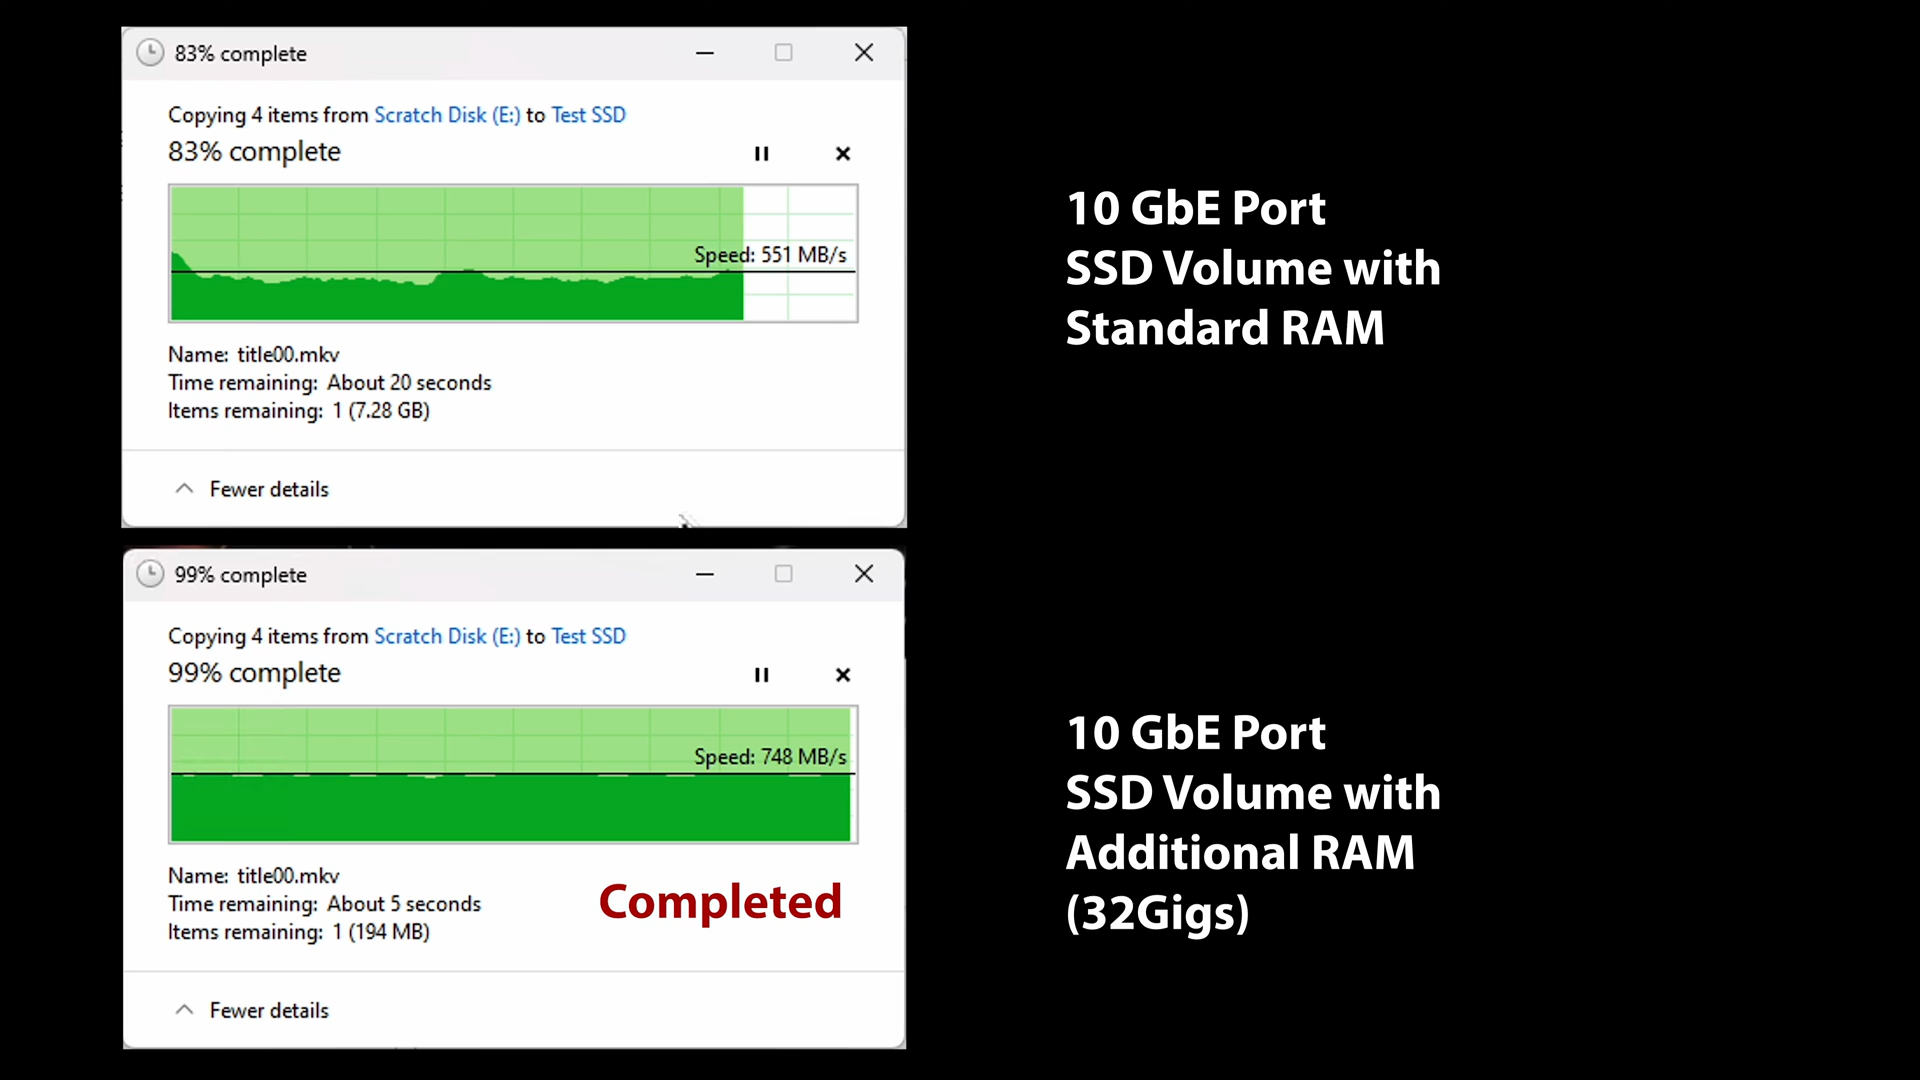 83% complete
Copying 4 items from Scratch Disk (E:) to Test SSD
83% complete
Speed: 551 MB/s
Name: title00.mkv
Time remaining: About 20 seconds
Items remaining: 1 (7.28 GB)
Fewer details
10 GbE Port
SSD Volume with
Standard RAM
99% complete
Copying 4 items from Scratch Disk (E:) to Test SSD
99% complete
Speed: 748 MB/s
Name: title00.mkv
Time remaining: About 5 seconds
Items remaining: 1 (194 MB)
Completed
Fewer details
10 GbE Port
SSD Volume with
Additional RAM
(32Gigs)